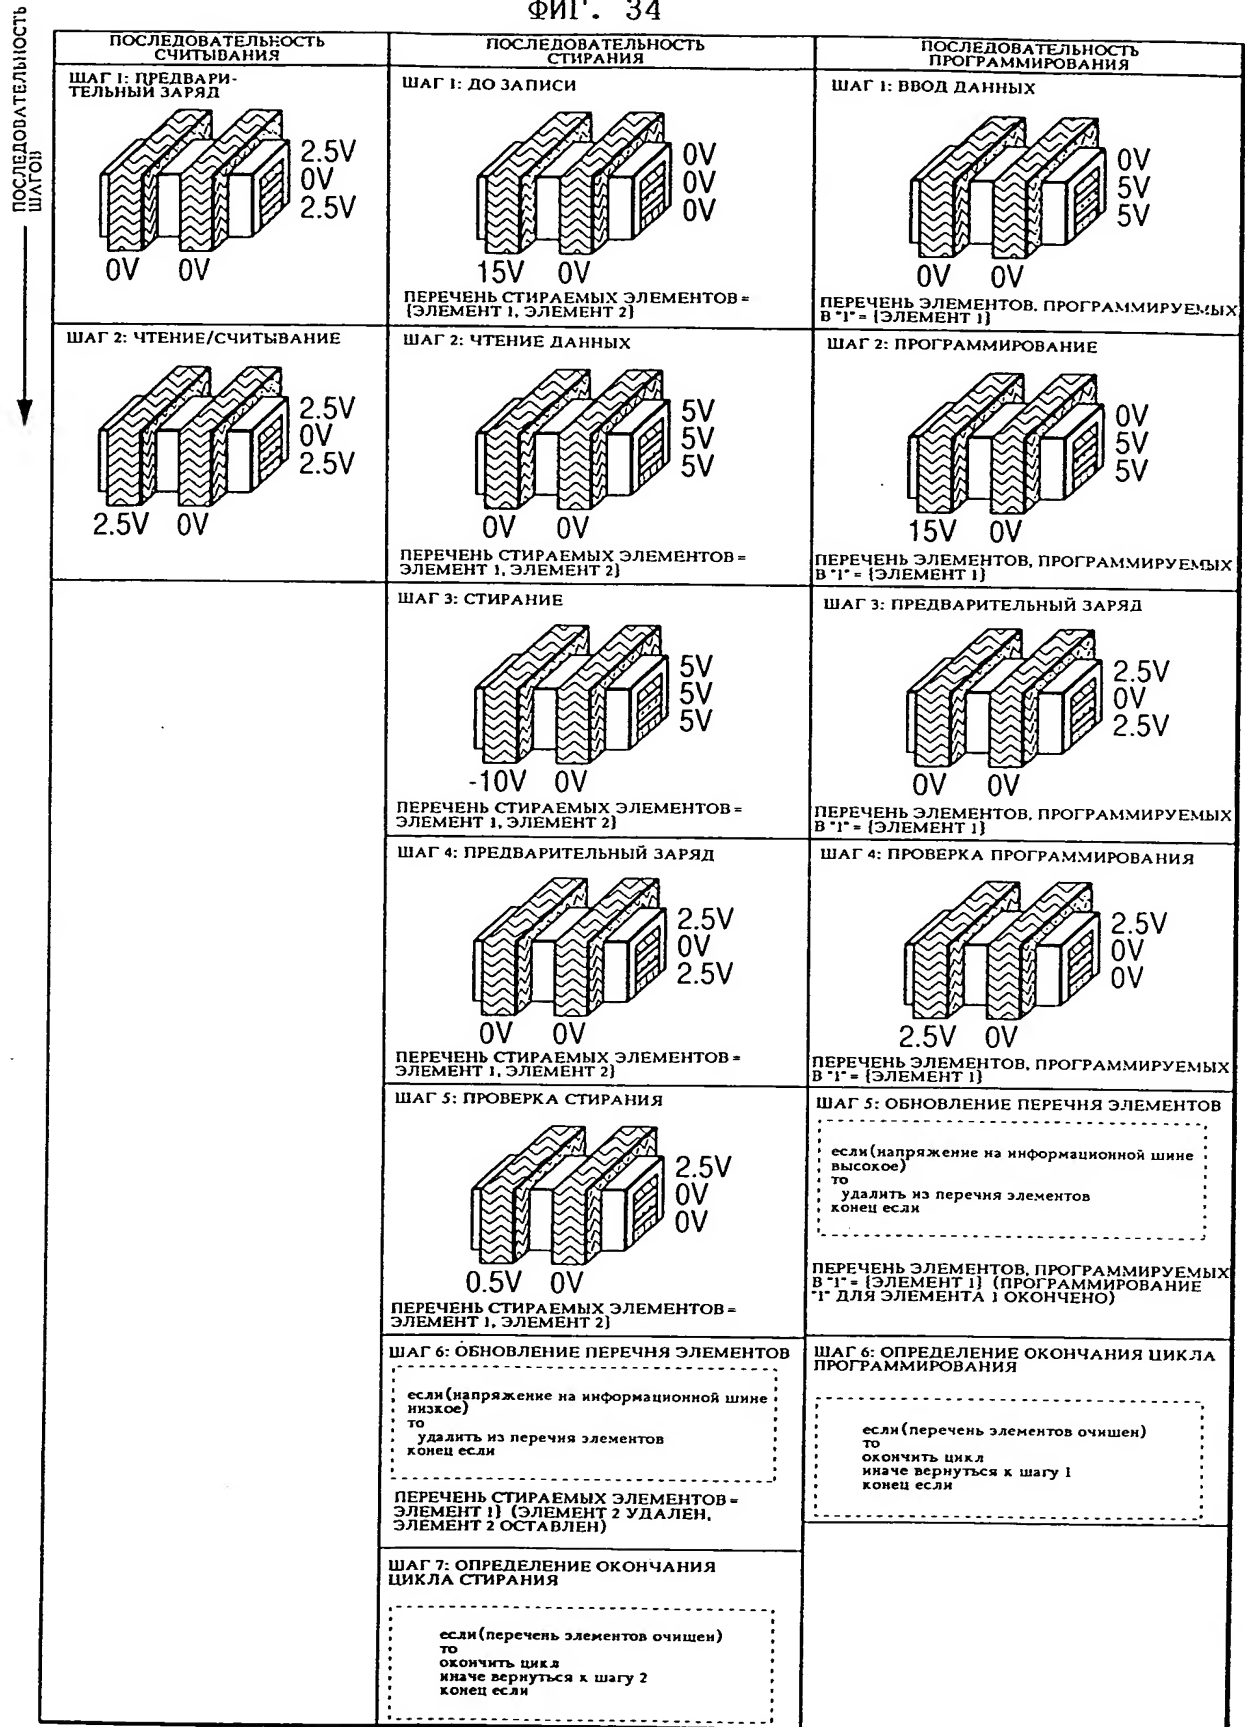 ФИГ. 34
ПОСЛЕДОВАТЕЛЬНОСТЬ
ШАГОВ
ПОСЛЕДОВАТЕЛЬНОСТЬ
СЧИТЫВАНИЯ
ШАГ 1: ПРЕДВАРИ-
ТЕЛЬНЫЙ ЗАРЯД
2.5V
0V
2.5V
0V 0V
ШАГ 2: ЧТЕНИЕ/СЧИТЫВАНИЕ
2.5V
0V
2.5V
2.5V 0V
ПОСЛЕДОВАТЕЛЬНОСТЬ
СТИРАНИЯ
ШАГ 1: ДО ЗАПИСИ
0V
0V
0V
15V 0V
ПЕРЕЧЕНЬ СТИРАЕМЫХ ЭЛЕМЕНТОВ =
{ЭЛЕМЕНТ 1, ЭЛЕМЕНТ 2}
ШАГ 2: ЧТЕНИЕ ДАННЫХ
5V
5V
5V
0V 0V
ПЕРЕЧЕНЬ СТИРАЕМЫХ ЭЛЕМЕНТОВ =
ЭЛЕМЕНТ 1, ЭЛЕМЕНТ 2}
ШАГ 3: СТИРАНИЕ
5V
5V
5V
-10V 0V
ПЕРЕЧЕНЬ СТИРАЕМЫХ ЭЛЕМЕНТОВ =
ЭЛЕМЕНТ 1, ЭЛЕМЕНТ 2}
ШАГ 4: ПРЕДВАРИТЕЛЬНЫЙ ЗАРЯД
2.5V
0V
2.5V
0V 0V
ПЕРЕЧЕНЬ СТИРАЕМЫХ ЭЛЕМЕНТОВ =
ЭЛЕМЕНТ 1, ЭЛЕМЕНТ 2}
ШАГ 5: ПРОВЕРКА СТИРАНИЯ
2.5V
0V
0V
0.5V 0V
ПЕРЕЧЕНЬ СТИРАЕМЫХ ЭЛЕМЕНТОВ =
ЭЛЕМЕНТ 1, ЭЛЕМЕНТ 2}
ШАГ 6: ОБНОВЛЕНИЕ ПЕРЕЧНЯ ЭЛЕМЕНТОВ
если(напряжение на информационной шине
низкое)
то
удалить из перечня элементов
конец если
ПЕРЕЧЕНЬ СТИРАЕМЫХ ЭЛЕМЕНТОВ =
ЭЛЕМЕНТ 1} (ЭЛЕМЕНТ 2 УДАЛЕН,
ЭЛЕМЕНТ 2 ОСТАВЛЕН)
ШАГ 7: ОПРЕДЕЛЕНИЕ ОКОНЧАНИЯ
ЦИКЛА СТИРАНИЯ
если(перечень элементов очишен)
то
окончить цикл
иначе вернуться к шагу 2
конец если
ПОСЛЕДОВАТЕЛЬНОСТЬ
ПРОГРАММИРОВАНИЯ
ШАГ 1: ВВОД ДАННЫХ
0V
5V
5V
0V 0V
ПЕРЕЧЕНЬ ЭЛЕМЕНТОВ, ПРОГРАММИРУЕМЫХ
В "1" = {ЭЛЕМЕНТ 1}
ШАГ 2: ПРОГРАММИРОВАНИЕ
0V
5V
5V
15V 0V
ПЕРЕЧЕНЬ ЭЛЕМЕНТОВ, ПРОГРАММИРУЕМЫХ
В "1" = {ЭЛЕМЕНТ 1}
ШАГ 3: ПРЕДВАРИТЕЛЬНЫЙ ЗАРЯД
2.5V
0V
2.5V
0V 0V
ПЕРЕЧЕНЬ ЭЛЕМЕНТОВ, ПРОГРАММИРУЕМЫХ
В "1" = {ЭЛЕМЕНТ 1}
ШАГ 4: ПРОВЕРКА ПРОГРАММИРОВАНИЯ
2.5V
0V
0V
2.5V 0V
ПЕРЕЧЕНЬ ЭЛЕМЕНТОВ, ПРОГРАММИРУЕМЫХ
В "1" = {ЭЛЕМЕНТ 1}
ШАГ 5: ОБНОВЛЕНИЕ ПЕРЕЧНЯ ЭЛЕМЕНТОВ
если(напряжение на информационной шине
высокое)
то
удалить из перечня элементов
конец если
ПЕРЕЧЕНЬ ЭЛЕМЕНТОВ, ПРОГРАММИРУЕМЫХ
В "1" = {ЭЛЕМЕНТ 1} (ПРОГРАММИРОВАНИЕ
"1" ДЛЯ ЭЛЕМЕНТА 1 ОКОНЧЕНО)
ШАГ 6: ОПРЕДЕЛЕНИЕ ОКОНЧАНИЯ ЦИКЛА
ПРОГРАММИРОВАНИЯ
если(перечень элементов очишен)
то
окончить цикл
иначе вернуться к шагу 1
конец если